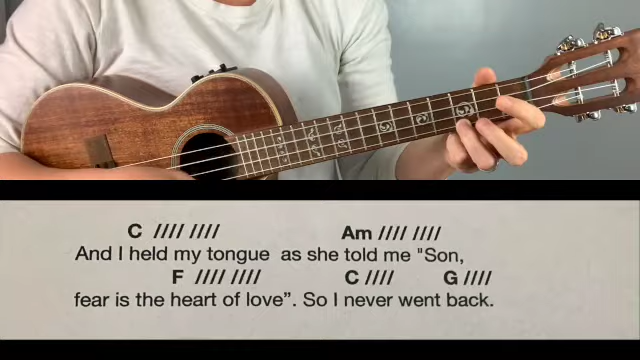 C //// //// Am //// ////
And I held my tongue as she told me "Son,
F //// //// C //// G ////
fear is the heart of love”. So I never went back.